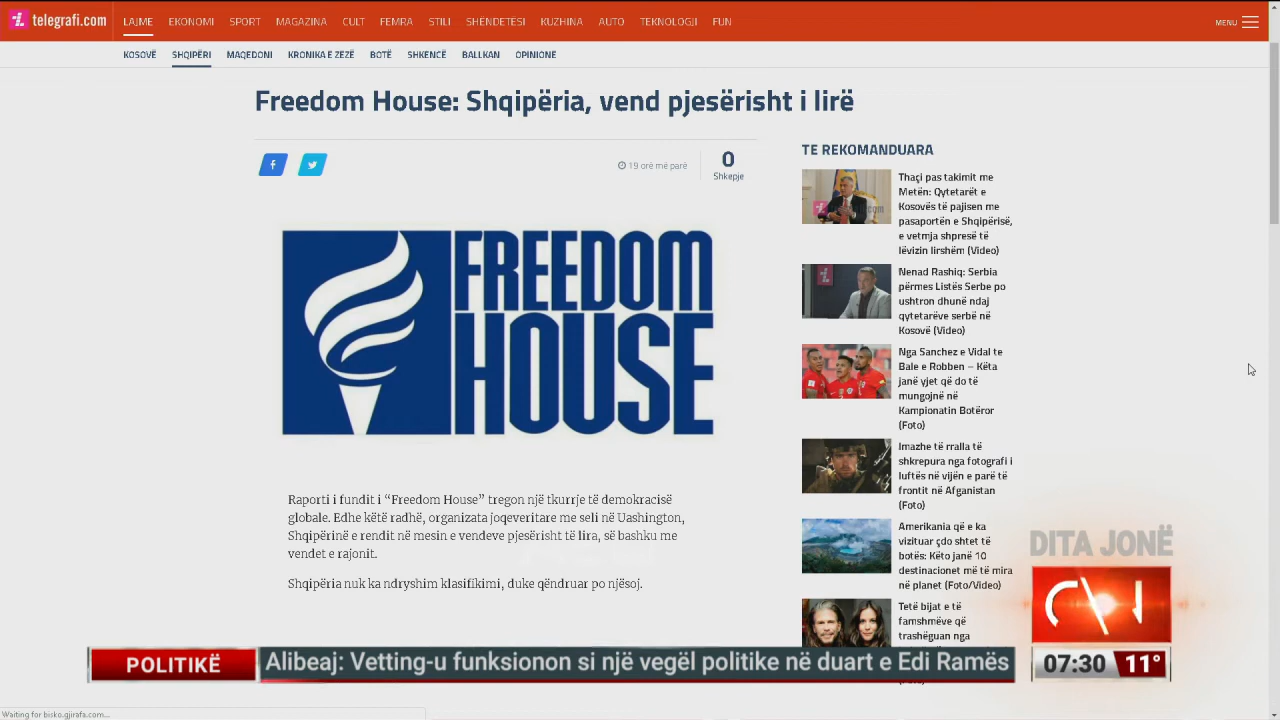 telegrafi.com
LAJME EKONOMI SPORT MAGAZINA CULT FEMRA STILI SHËNDETËSI KUZHINA AUTO TEKNOLOGJI FUN
MENU
KOSOVË SHQIPËRI MAQEDONI KRONIKA E ZEZË BOTË SHKENCË BALLKAN OPINIONE
Freedom House: Shqipëria, vend pjesërisht i lirë
19 orë më parë
0
Shkepje
FREEDOM
HOUSE
Raporti i fundit i “Freedom House” tregon një tkurrje të demokracisë
globale. Edhe këtë radhë, organizata joqeveritare me seli në Uashington,
Shqipërinë e rendit në mesin e vendeve pjesërisht të lira, së bashku me
vendet e rajonit.
Shqipëria nuk ka ndryshim klasifikimi, duke qëndruar po njësoj.
TE REKOMANDUARA
Thaçi pas takimit me
Metën: Qytetarët e
Kosovës të pajisen me
pasaportën e Shqipërisë,
e vetmja shpresë të
lëvizin lirshëm (Video)
Nenad Rashiq: Serbia
përmes Listës Serbe po
ushtron dhunë ndaj
qytetarëve serbë në
Kosovë (Video)
Nga Sanchez e Vidal te
Bale e Robben – Këta
janë yjet që do të
mungojnë në
Kampionatin Botëror
(Foto)
Imazhe të rralla të
shkrepura nga fotografi i
luftës në vijën e parë të
frontit në Afganistan
(Foto)
Amerikania që e ka
vizituar çdo shtet të
botës: Këto janë 10
destinacionet më të mira
në planet (Foto/Video)
Tetë bijat e të
famshmëve që
trashëguan nga
DITA JONË
CN
07:30 11°
POLITIKË
Alibeaj: Vetting-u funksionon si një vegël politike në duart e Edi Ramës
Waiting for bisko.gjirafa.com...